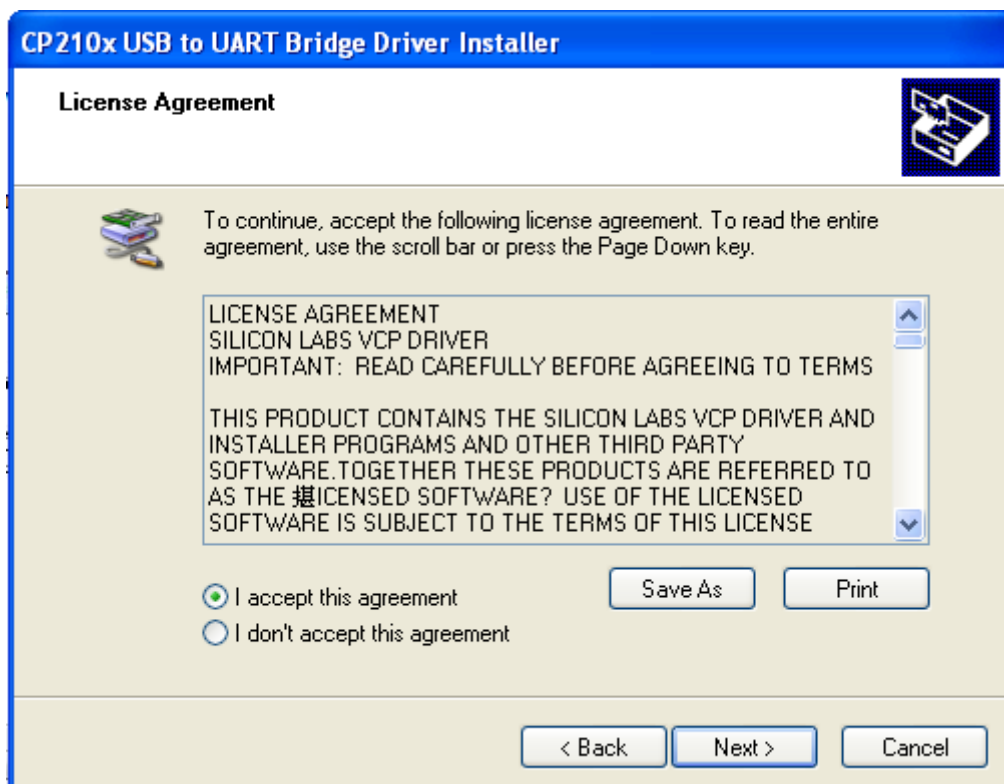 CP210x USB to UART Bridge Driver Installer
License Agreement
To continue, accept the following license agreement. To read the entire
agreement, use the scroll bar or press the Page Down key.
LICENSE AGREEMENT
SILICON LABS VCP DRIVER
IMPORTANT:  READ CAREFULLY BEFORE AGREEING TO TERMS
THIS PRODUCT CONTAINS THE SILICON LABS VCP DRIVER AND
INSTALLER PROGRAMS AND OTHER THIRD PARTY
SOFTWARE.TOGETHER THESE PRODUCTS ARE REFERRED TO
AS THE 揕ICENSED SOFTWARE? USE OF THE LICENSED
SOFTWARE IS SUBJECT TO THE TERMS OF THIS LICENSE
I accept this agreement
I don't accept this agreement
Save As
Print
< Back
Next >
Cancel